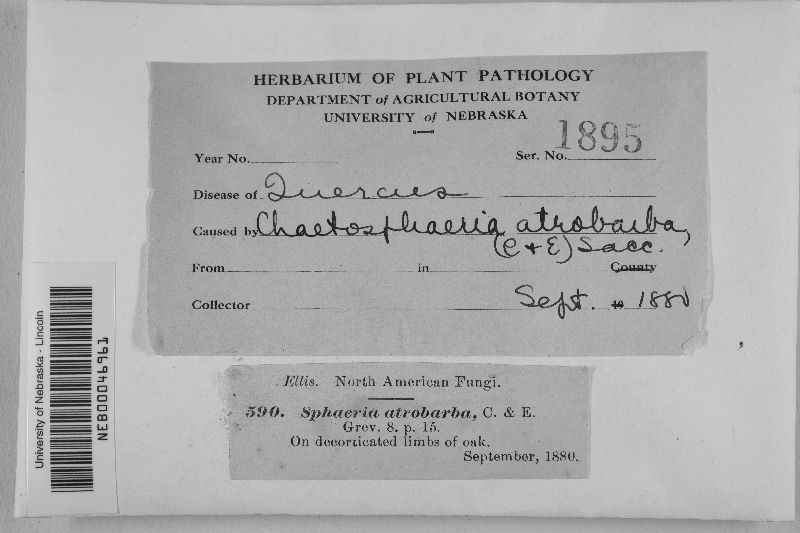 HERBARIUM OF PLANT PATHOLOGY
DEPARTMENT of AGRICULTURAL BOTANY
UNIVERSITY of NEBRASKA
Year No. Ser. No. 1895
Disease of Quercus
Caused by Chaetosphaeria atrobarba,
(C + E) Sacc.
From in County
Collector Sept. 19 1880
Ellis. North American Fungi.
590. Sphaeria atrobarba, C. & E.
Grev. 8. p. 15.
On decorticated limbs of oak.
September, 1880.
University of Nebraska - Lincoln
NEB00046961